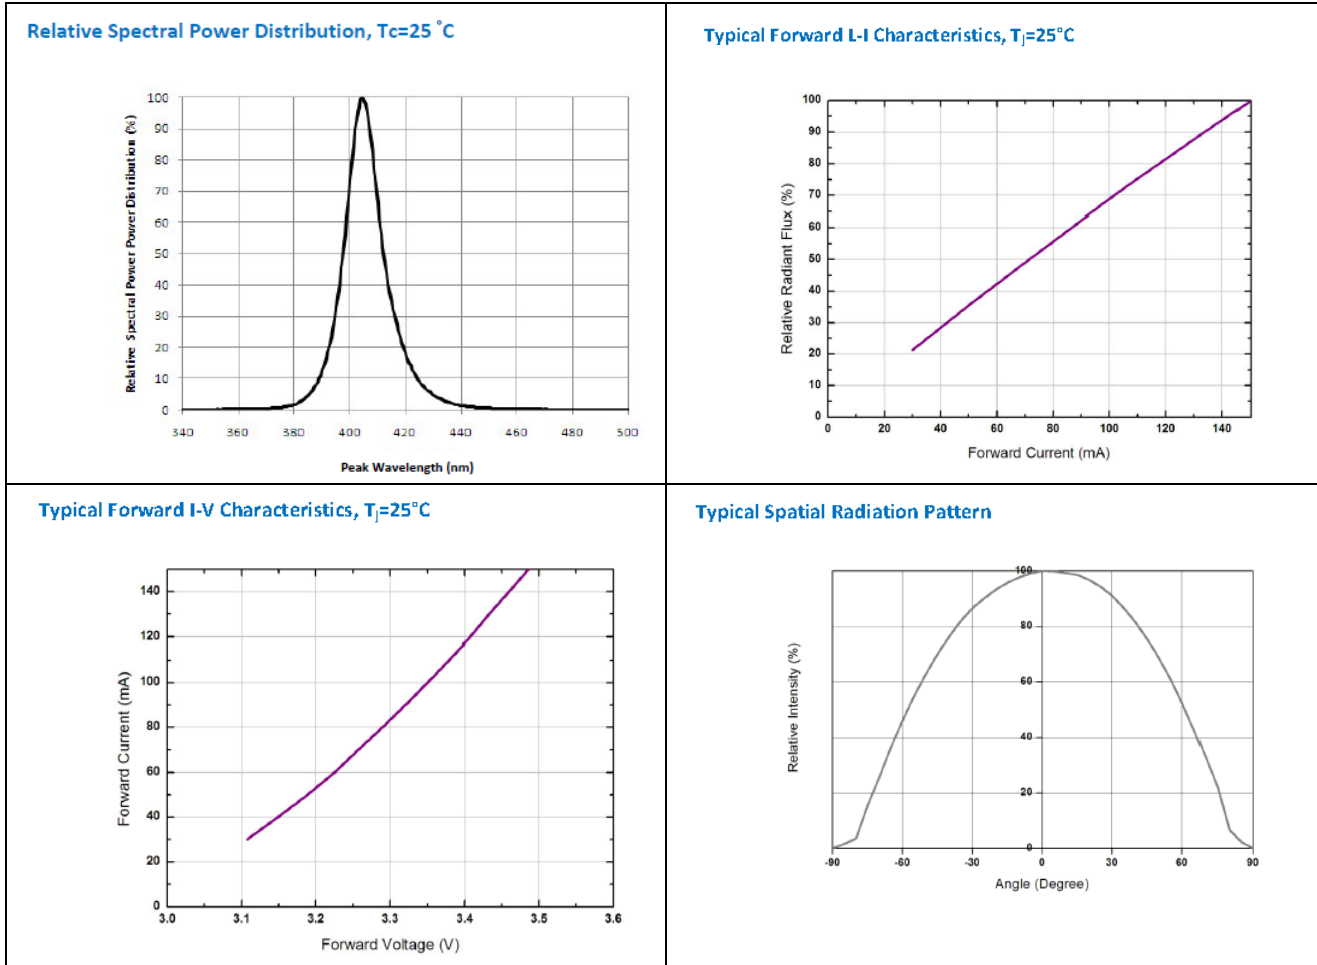 Relative Spectral Power Distribution, Tc=25 °C
Relative Spectral Power Power Distribution (%)
100
90
80
70
60
50
40
30
20
10
0
340 360 380 400 420 440 460 480 500
Peak Wavelength (nm)
Typical Forward L-I Characteristics, TJ=25°C
Relative Radiant Flux (%)
100
90
80
70
60
50
40
30
20
10
0
0 20 40 60 80 100 120 140
Forward Current (mA)
Typical Forward I-V Characteristics, TJ=25°C
Forward Current (mA)
140
120
100
80
60
40
20
0
3.0 3.1 3.2 3.3 3.4 3.5 3.6
Forward Voltage (V)
Typical Spatial Radiation Pattern
Relative Intensity (%)
100
80
60
40
20
0
-90 -60 -30 0 30 60 90
Angle (Degree)